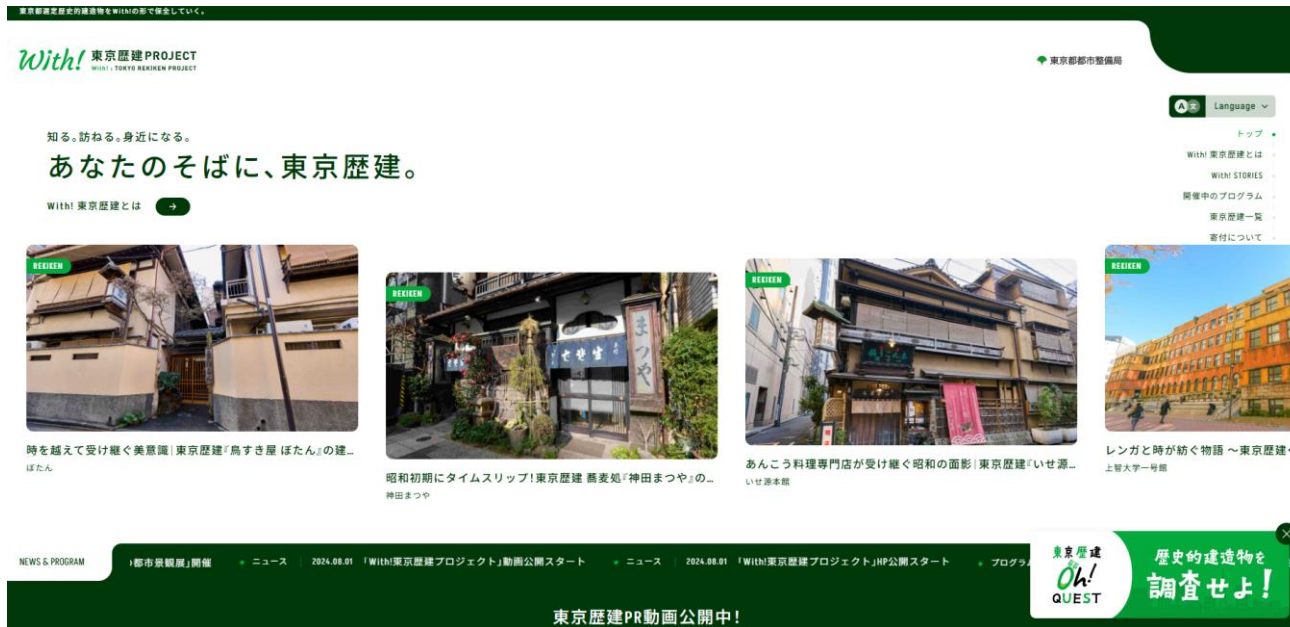 東京都選定歴史的建造物をWith!の形で保全していく。
With! 東京歴建PROJECT
With! : TOKYO REKIKEN PROJECT
東京都都市整備局
A文 Language
知る。訪ねる。身近になる。
あなたのそばに、東京歴建。
With! 東京歴建とは
トップ
With! 東京歴建とは
With! STORIES
開催中のプログラム
東京歴建一覧
寄付について
REKIKEN
REKIKEN
まつや
REKIKEN
REKIKEN
時を越えて受け継ぐ美意識|東京歴建『鳥すき屋 ぼたん』の建…
ぼたん
昭和初期にタイムスリップ!東京歴建 蕎麦処『神田まつや』の…
神田まつや
あんこう料理専門店が受け継ぐ昭和の面影|東京歴建『いせ源…
いせ源本館
レンガと時が紡ぐ物語 ~東京歴建
上智大学一号館
NEWS & PROGRAM
都市景観展」開催 ニュース 2024.08.01 「With!東京歴建プロジェクト」動画公開スタート ニュース 2024.08.01 「With!東京歴建プロジェクト」HP公開スタート プログラ
東京歴建
Oh!
QUEST
歴史的建造物を
調査せよ!
東京歴建PR動画公開中!